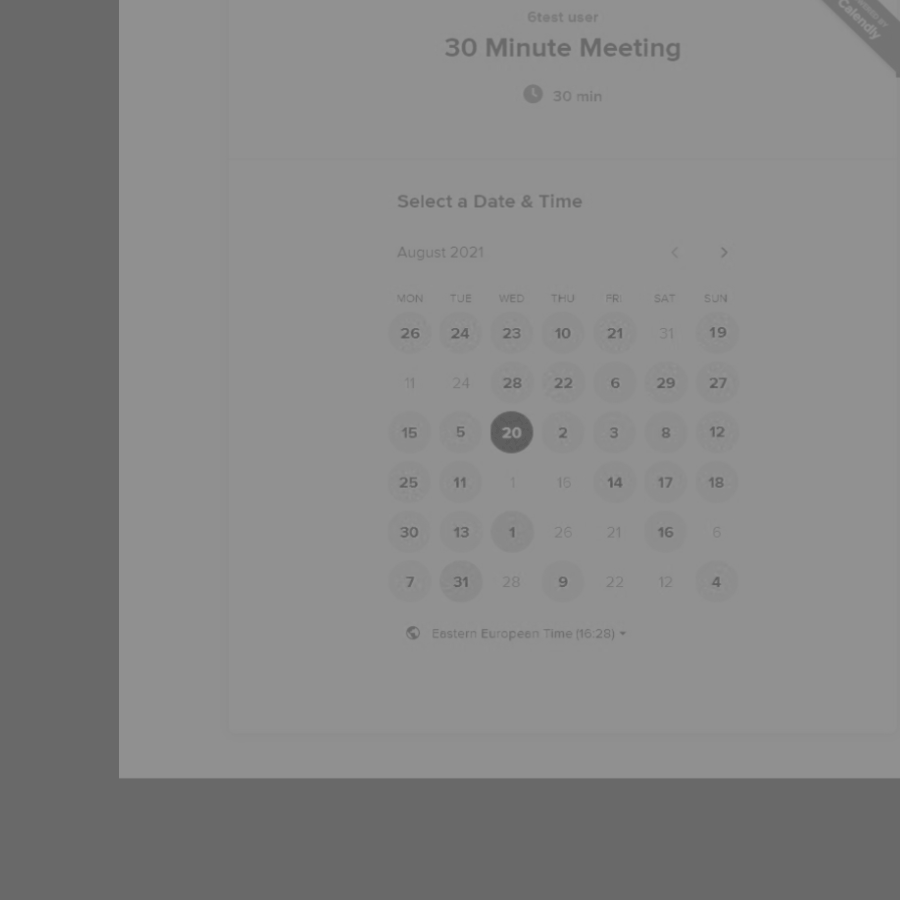 6test user
POWERED BY
Calendly
30 Minute Meeting
30 min
Select a Date & Time
August 2021
MON TUE WED THU FRI SAT SUN
26 24 23 10 21 31 19
11 24 28 22 6 29 27
15 5 20 2 3 8 12
25 11 1 15 14 17 18
30 13 1 26 21 16 6
7 31 28 9 22 12 4
Eastern European Time (16:28)